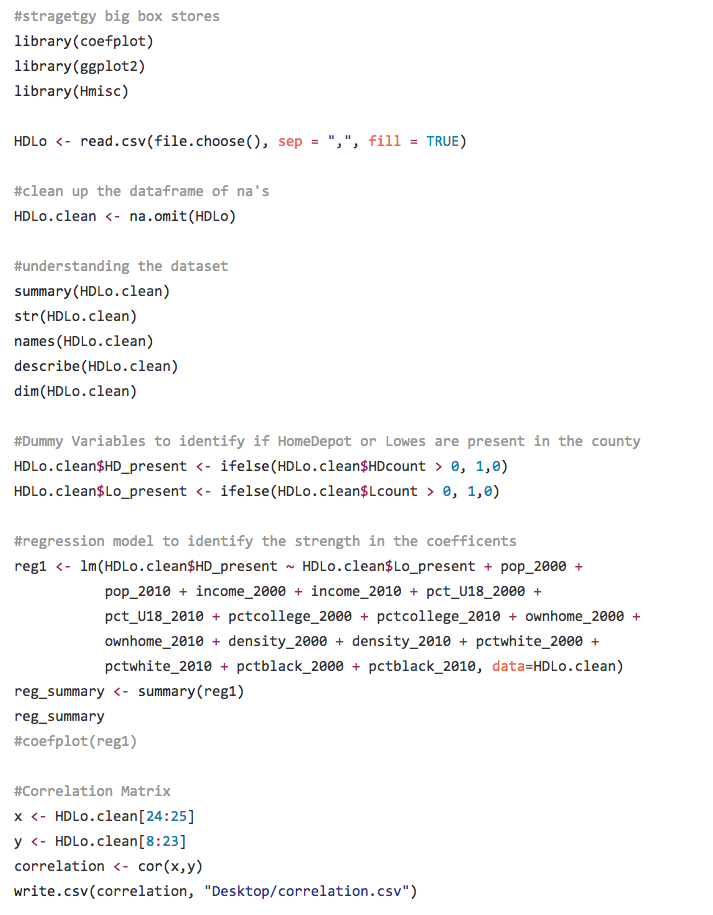 #stragetgy big box stores
library(coefplot)
library(ggplot2)
library(Hmisc)

HDLo <- read.csv(file.choose(), sep = ",", fill = TRUE)

#clean up the dataframe of na's
HDLo.clean <- na.omit(HDLo)

#understanding the dataset
summary(HDLo.clean)
str(HDLo.clean)
names(HDLo.clean)
describe(HDLo.clean)
dim(HDLo.clean)

#Dummy Variables to identify if HomeDepot or Lowes are present in the county
HDLo.clean$HD_present <- ifelse(HDLo.clean$HDcount > 0, 1,0)
HDLo.clean$Lo_present <- ifelse(HDLo.clean$Lcount > 0, 1,0)

#regression model to identify the strength in the coefficents
reg1 <- lm(HDLo.clean$HD_present ~ HDLo.clean$Lo_present + pop_2000 +
           pop_2010 + income_2000 + income_2010 + pct_U18_2000 +
           pct_U18_2010 + pctcollege_2000 + pctcollege_2010 + ownhome_2000 +
           ownhome_2010 + density_2000 + density_2010 + pctwhite_2000 +
           pctwhite_2010 + pctblack_2000 + pctblack_2010, data=HDLo.clean)
reg_summary <- summary(reg1)
reg_summary
#coefplot(reg1)

#Correlation Matrix
x <- HDLo.clean[24:25]
y <- HDLo.clean[8:23]
correlation <- cor(x,y)
write.csv(correlation, "Desktop/correlation.csv")